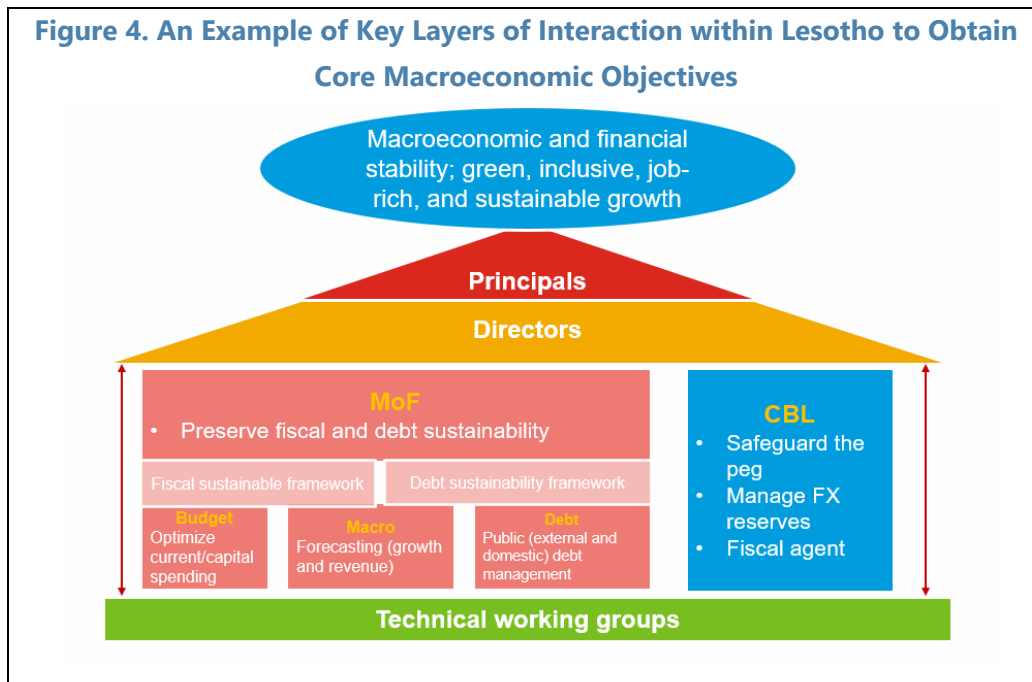 Figure 4. An Example of Key Layers of Interaction within Lesotho to Obtain
Core Macroeconomic Objectives
Macroeconomic and financial
stability; green, inclusive, job-
rich, and sustainable growth
Principals
Directors
MoF
• Preserve fiscal and debt sustainability
Fiscal sustainable framework
Debt sustainability framework
Budget
Optimize
current/capital
spending
Macro
Forecasting (growth
and revenue)
Debt
Public (external and
domestic) debt
management
CBL
• Safeguard the
peg
• Manage FX
reserves
• Fiscal agent
Technical working groups